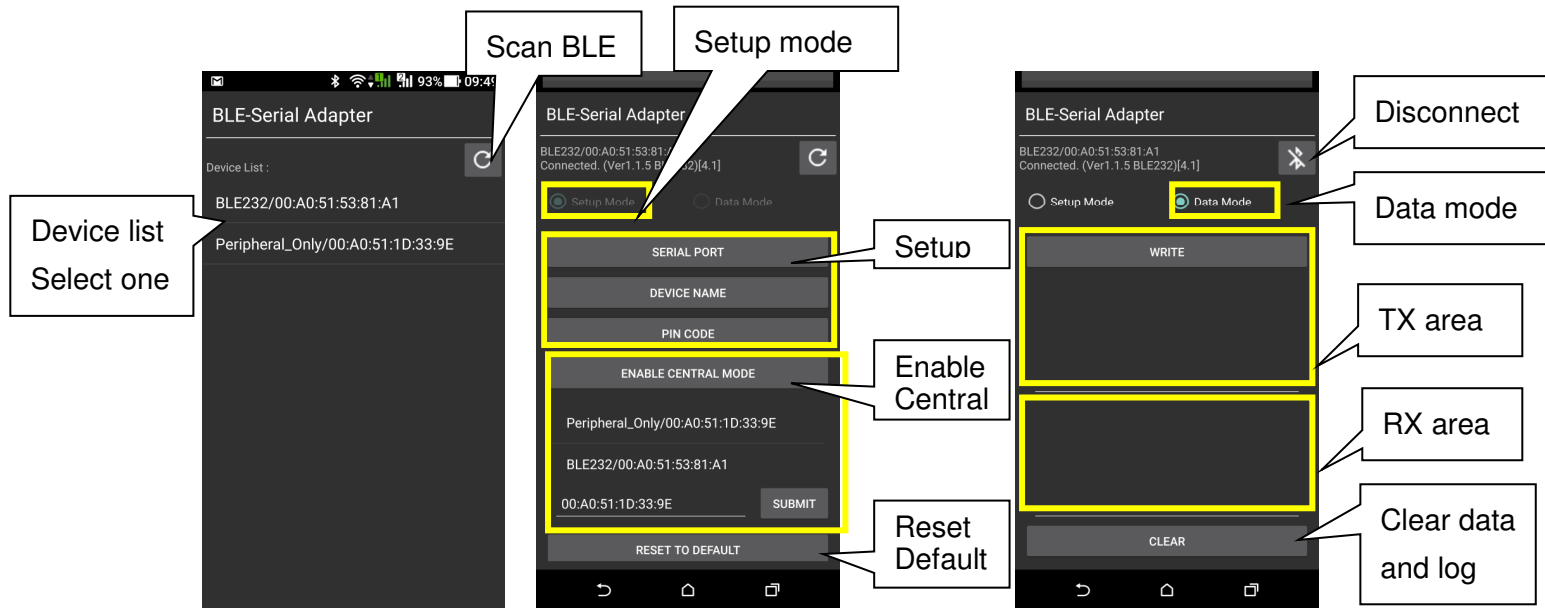 Scan BLE
Setup mode
93% 09:49
BLE-Serial Adapter
Device List :
BLE232/00:A0:51:53:81:A1
Peripheral_Only/00:A0:51:1D:33:9E
Device list
Select one
BLE-Serial Adapter
BLE232/00:A0:51:53:81:
Connected. (Ver1.1.5 BLE232)[4.1]
Setup Mode
Data Mode
SERIAL PORT
DEVICE NAME
PIN CODE
ENABLE CENTRAL MODE
Peripheral_Only/00:A0:51:1D:33:9E
BLE232/00:A0:51:53:81:A1
00:A0:51:1D:33:9E
SUBMIT
RESET TO DEFAULT
Setup
Enable
Central
Reset
Default
BLE-Serial Adapter
BLE232/00:A0:51:53:81:A1
Connected. (Ver1.1.5 BLE232)[4.1]
Setup Mode
Data Mode
WRITE
CLEAR
Disconnect
Data mode
TX area
RX area
Clear data
and log